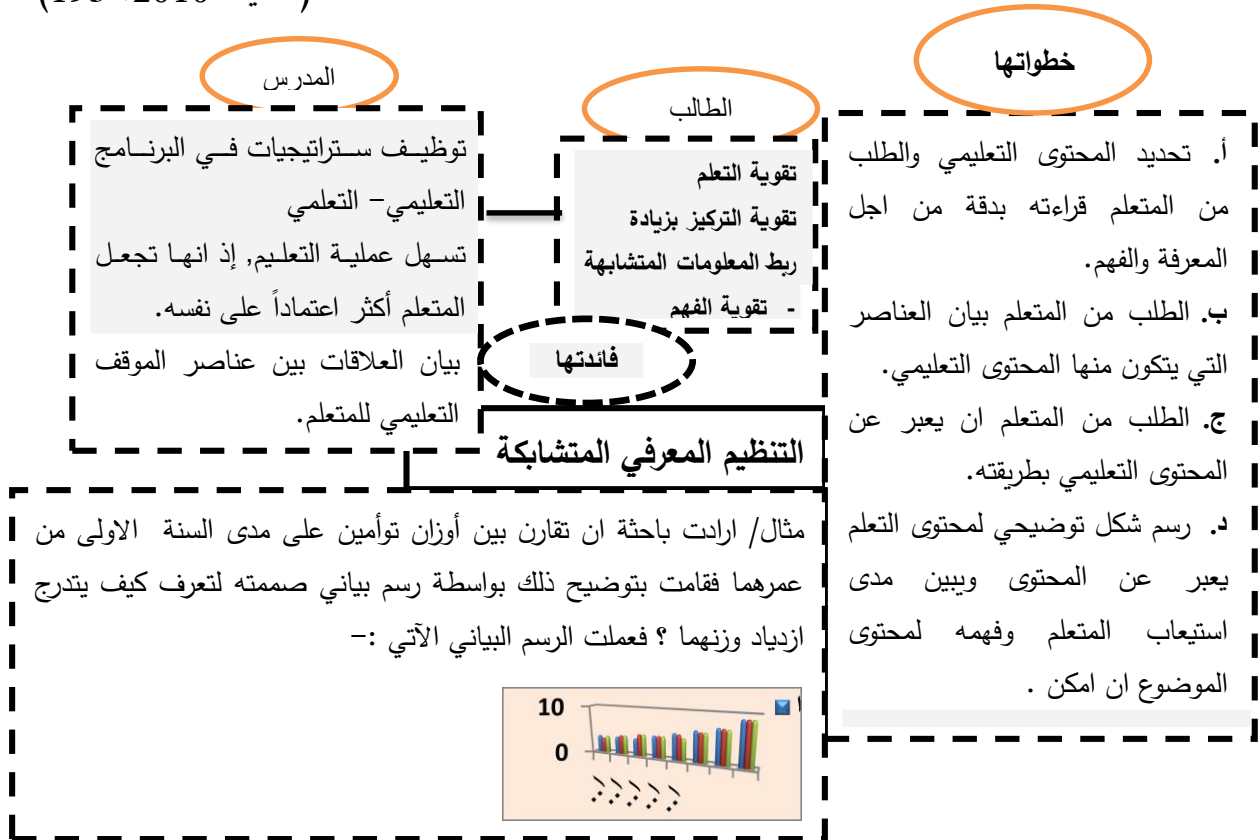 خطواتها
أ. تحديد المحتوى التعليمي والطلب
من المتعلم قراءته بدقة من اجل
المعرفة والفهم.
ب. الطلب من المتعلم بيان العناصر
التي يتكون منها المحتوى التعليمي.
ج. الطلب من المتعلم ان يعبر عن
المحتوى التعليمي بطريقته.
د. رسم شكل توضيحي لمحتوى التعلم
يعبر عن المحتوى ويبين مدى
استيعاب المتعلم وفهمه لمحتوى
الموضوع ان امكن .
الطالب
تقوية التعلم
تقوية التركيز بزيادة
ربط المعلومات المتشابهة
- تقوية الفهم
المدرس
توظيف ستراتيجيات في البرنامج
التعليمي- التعلمي
تسهل عملية التعليم, إذ انها تجعل
المتعلم أكثر اعتماداً على نفسه.
بيان العلاقات بين عناصر الموقف
التعليمي للمتعلم.
فائدتها
التنظيم المعرفي المتشابكة
مثال/ ارادت باحثة ان تقارن بين أوزان توأمين على مدى السنة الاولى من
عمرهما فقامت بتوضيح ذلك بواسطة رسم بياني صممته لتعرف كيف يتدرج
ازدياد وزنهما ؟ فعملت الرسم البياني الآتي :-
10
0